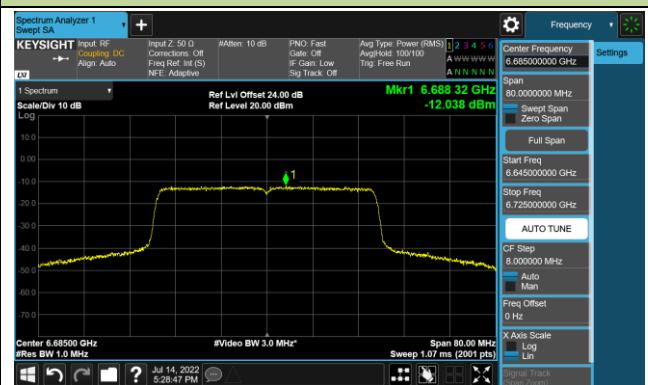 Spectrum Analyzer 1
Swept SA
Frequency
KEYSIGHT
Input: RF
Coupling: DC
Align: Auto
Input Z: 50 Ω
Corrections: Off
Freq Ref: Int (S)
NFE: Adaptive
#Atten: 10 dB
PNO: Fast
Gate: Off
IF Gain: Low
Sig Track: Off
Avg Type: Power (RMS)
Avg|Hold: 100/100
Trig: Free Run
1 2 3 4 5 6
A W W W W W
A N N N N N
LXI
1 Spectrum
Scale/Div 10 dB
Log
Ref Lvl Offset 24.00 dB
Ref Level 20.00 dBm
Mkr1 6.688 32 GHz
-12.038 dBm
10.0
0.00
-10.0
-20.0
-30.0
-40.0
-50.0
-60.0
-70.0
1
Center 6.68500 GHz
#Res BW 1.0 MHz
#Video BW 3.0 MHz*
Span 80.00 MHz
Sweep 1.07 ms (2001 pts)
Jul 14, 2022
5:28:47 PM
Center Frequency
6.685000000 GHz
Settings
Span
80.0000000 MHz
Swept Span
Zero Span
Full Span
Start Freq
6.645000000 GHz
Stop Freq
6.725000000 GHz
AUTO TUNE
CF Step
8.000000 MHz
Auto
Man
Freq Offset
0 Hz
X Axis Scale
Log
Lin
Signal Track
(Span Zoom)